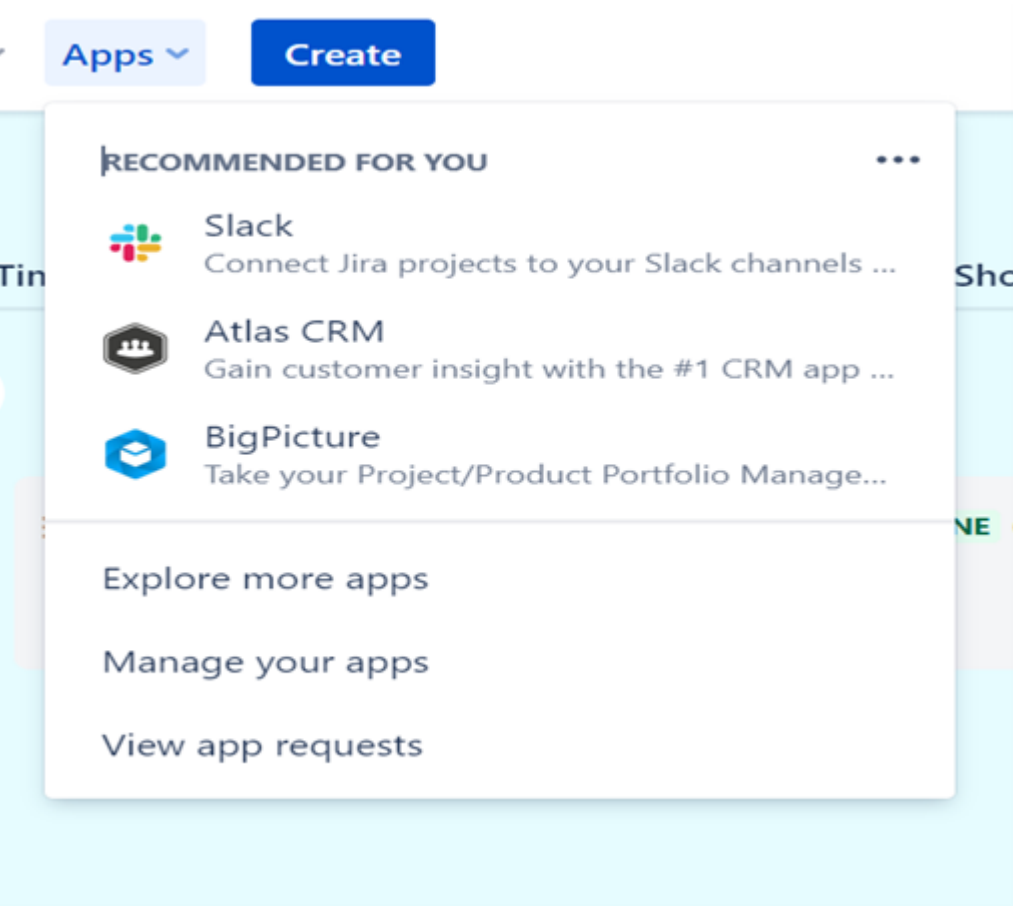 Apps
Create
RECOMMENDED FOR YOU
Slack
Connect Jira projects to your Slack channels ...
Atlas CRM
Gain customer insight with the #1 CRM app ...
BigPicture
Take your Project/Product Portfolio Manage...
Explore more apps
Manage your apps
View app requests